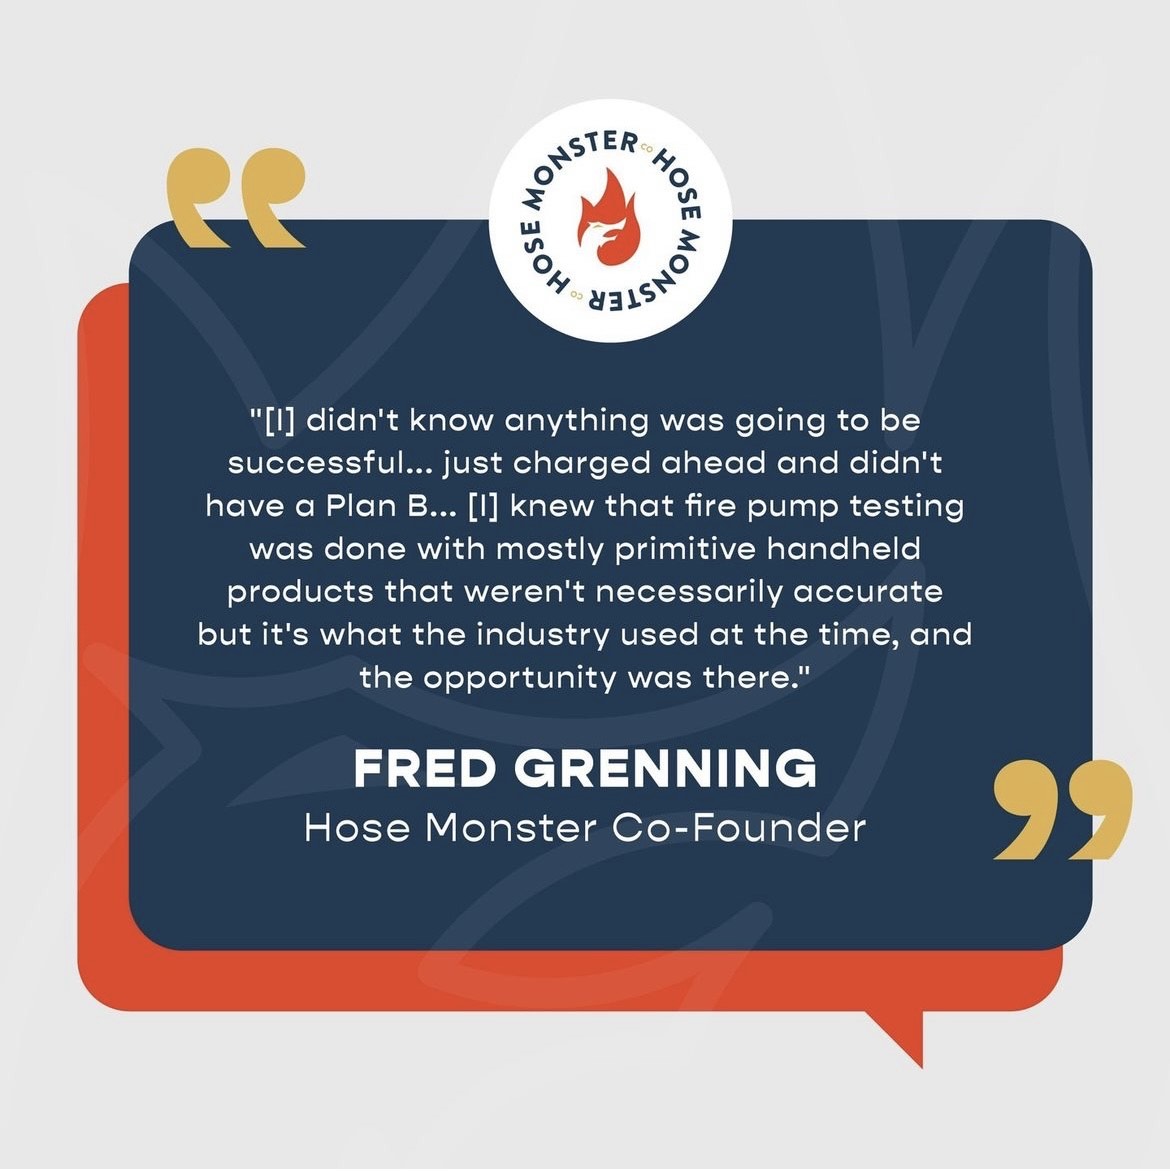 HOSE MONSTER CO HOSE MONSTER CO
"[I] didn't know anything was going to be
successful... just charged ahead and didn't
have a Plan B... [I] knew that fire pump testing
was done with mostly primitive handheld
products that weren't necessarily accurate
but it's what the industry used at the time, and
the opportunity was there."
FRED GRENNING
Hose Monster Co-Founder